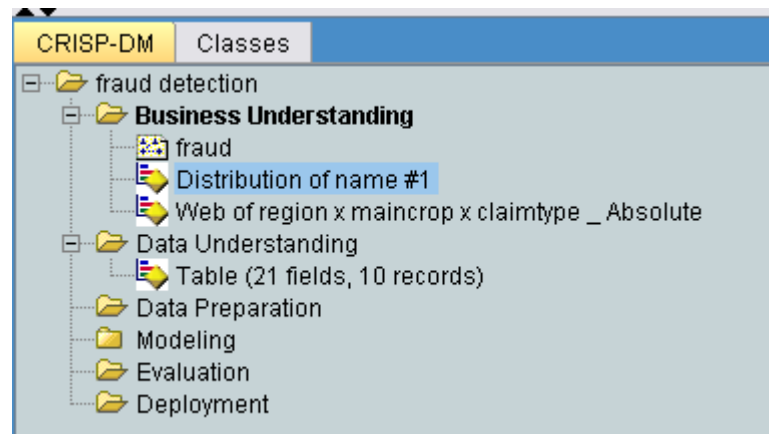 CRISP-DM Classes
fraud detection
Business Understanding
fraud
Distribution of name #1
Web of region x maincrop x claimtype _ Absolute
Data Understanding
Table (21 fields, 10 records)
Data Preparation
Modeling
Evaluation
Deployment